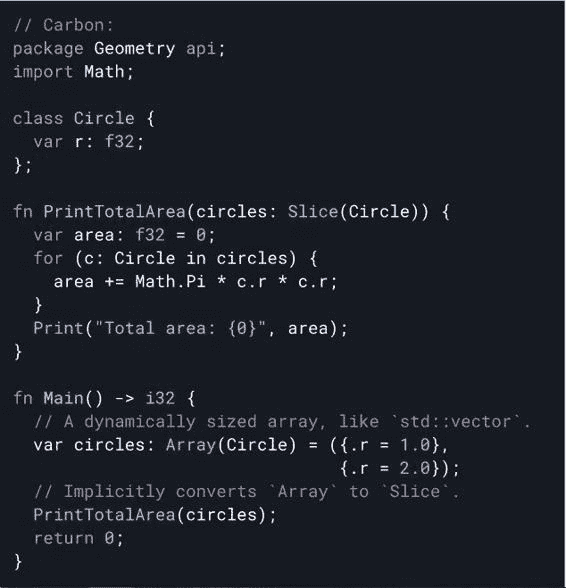 // Carbon:
package Geometry api;
import Math;

class Circle {
  var r: f32;
};

fn PrintTotalArea(circles: Slice(Circle)) {
  var area: f32 = 0;
  for (c: Circle in circles) {
    area += Math.Pi * c.r * c.r;
  }
  Print("Total area: {0}", area);
}

fn Main() -> i32 {
  // A dynamically sized array, like `std::vector`.
  var circles: Array(Circle) = ({.r = 1.0},
                                {.r = 2.0});
  // Implicitly converts `Array` to `Slice`.
  PrintTotalArea(circles);
  return 0;
}